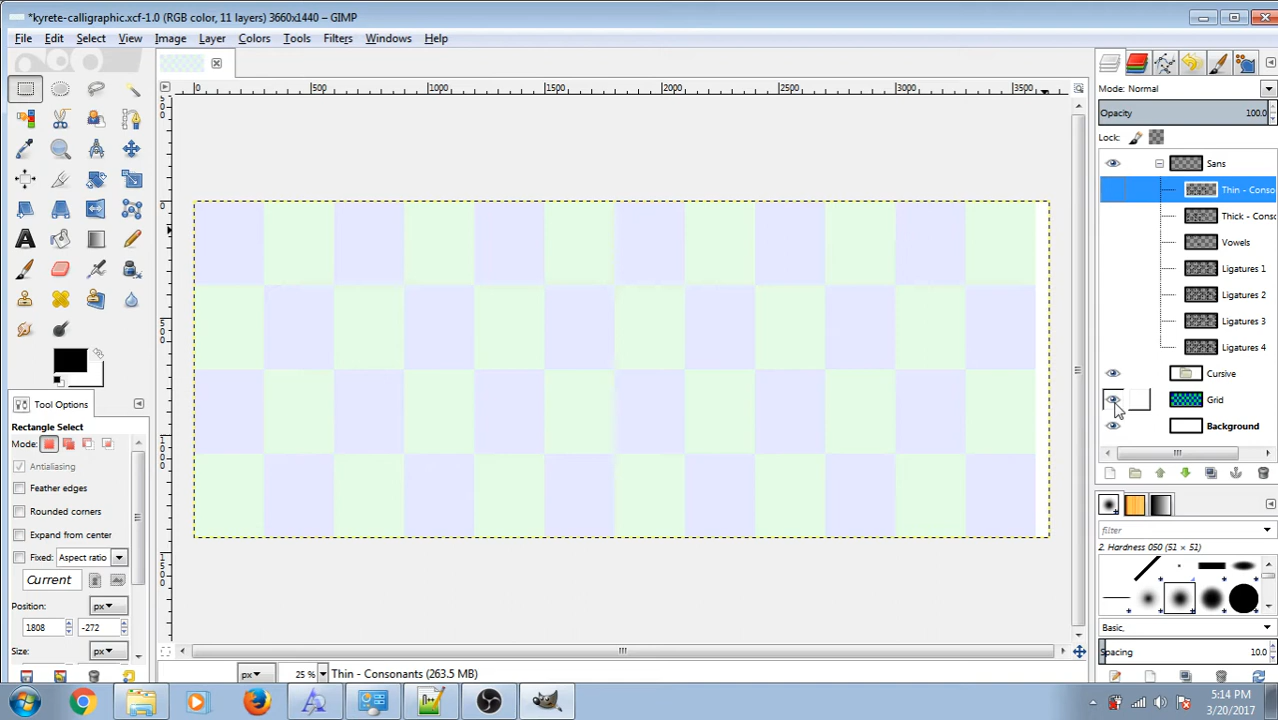 *kyrete-calligraphic.xcf-1.0 (RGB color, 11 layers) 3660x1440 – GIMP
File Edit Select View Image Layer Colors Tools Filters Windows Help
Mode: Normal
Opacity 100.0
Lock:
0 500 1000 1500 2000 2500 3000 3500
Sans
Thin - Conso
Thick - Conso
Vowels
Ligatures 1
Ligatures 2
Ligatures 3
Ligatures 4
Cursive
Grid
Background
Tool Options
Rectangle Select
Mode:
Antialiasing
Feather edges
Rounded corners
Expand from center
Fixed: Aspect ratio
Current
Position:
px
1808 -272
Size:
px
px 25 % Thin - Consonants (263.5 MB)
filter
2. Hardness 050 (51 × 51)
Basic,
Spacing 10.0
5:14 PM
3/20/2017